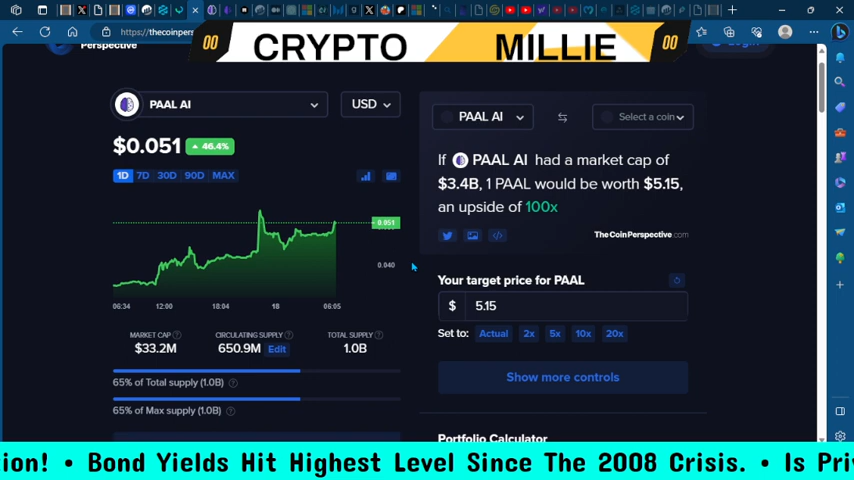 https://thecoinpers
00 CRYPTO MILLIE 00
Perspective
Login
PAAL AI
USD
$0.051
46.4%
1D 7D 30D 90D MAX
0.051
0.040
06:34 12:00 18:04 18 06:05
MARKET CAP
$33.2M
CIRCULATING SUPPLY
650.9M Edit
TOTAL SUPPLY
1.0B
65% of Total supply (1.0B)
65% of Max supply (1.0B)
PAAL AI
Select a coin
If PAAL AI had a market cap of
$3.4B, 1 PAAL would be worth $5.15,
an upside of 100x
TheCoinPerspective.com
Your target price for PAAL
$ 5.15
Set to: Actual 2x 5x 10x 20x
Show more controls
Portfolio Calculator
ion! • Bond Yields Hit Highest Level Since The 2008 Crisis. • Is Pri